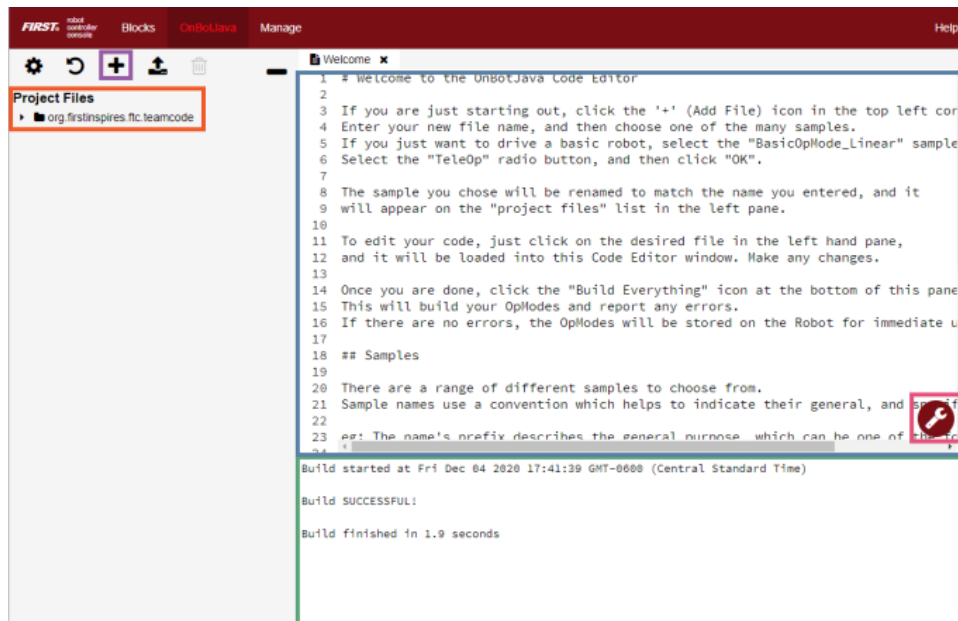 FIRST. robot controller console Blocks OnBotJava Manage Help
Welcome ×
Project Files
org.firstinspires.ftc.teamcode
1 # Welcome to the OnBotJava Code Editor
2
3 If you are just starting out, click the '+' (Add File) icon in the top left cor
4 Enter your new file name, and then choose one of the many samples.
5 If you just want to drive a basic robot, select the "BasicOpMode_Linear" sample
6 Select the "TeleOp" radio button, and then click "OK".
7
8 The sample you chose will be renamed to match the name you entered, and it
9 will appear on the "project files" list in the left pane.
10
11 To edit your code, just click on the desired file in the left hand pane,
12 and it will be loaded into this Code Editor window. Make any changes.
13
14 Once you are done, click the "Build Everything" icon at the bottom of this pane
15 This will build your OpModes and report any errors.
16 If there are no errors, the OpModes will be stored on the Robot for immediate u
17
18 ## Samples
19
20 There are a range of different samples to choose from.
21 Sample names use a convention which helps to indicate their general, and
22
23 eg: The name's prefix describes the general purpose, which can be one of the
24
Build started at Fri Dec 04 2020 17:41:39 GMT-0600 (Central Standard Time)
Build SUCCESSFUL!
Build finished in 1.9 seconds